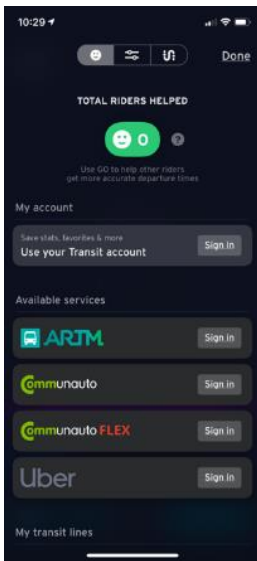 10:29
Done
TOTAL RIDERS HELPED
0 ?
Use GO to help other riders
get more accurate departure times
My account
Save stats, favorites & more
Use your Transit account
Sign in
Available services
ARTM
Sign in
communauto
Sign in
communauto FLEX
Sign in
Uber
Sign in
My transit lines